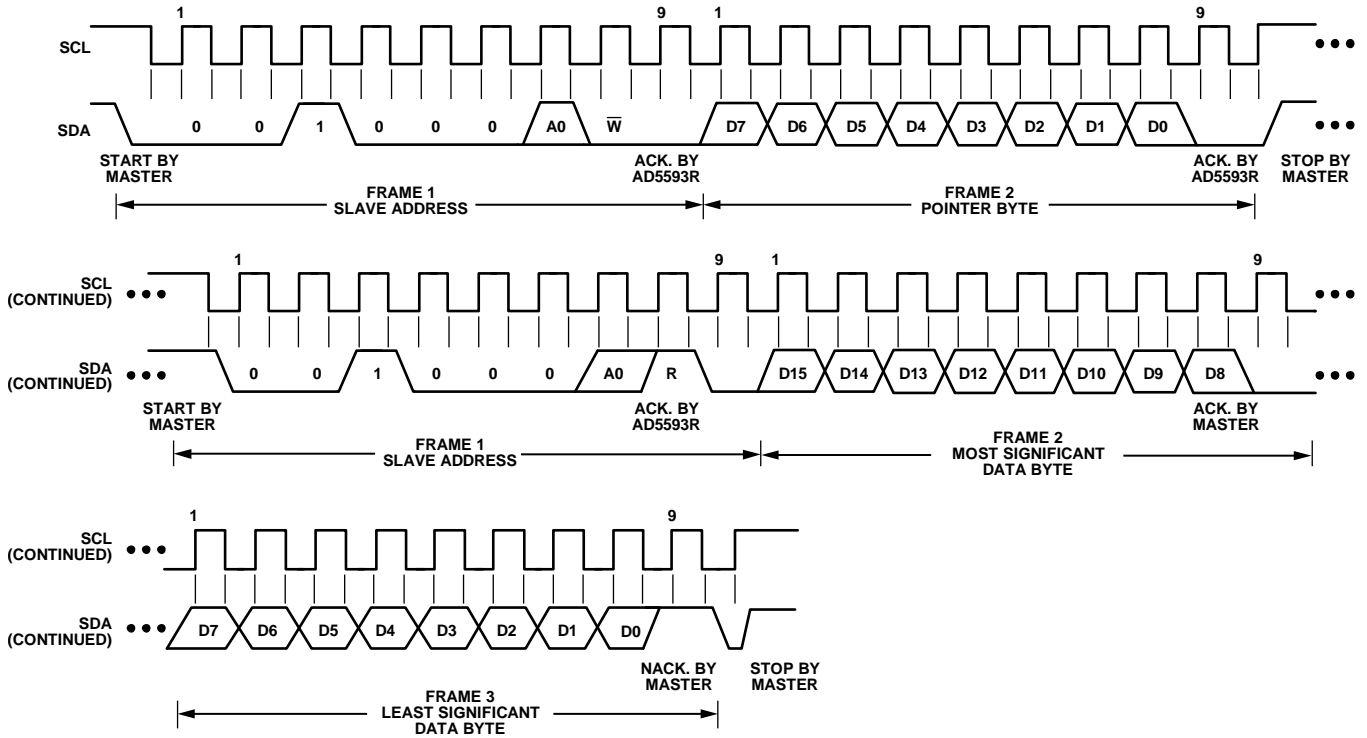 1 9 1 9
SCL
SDA
0 0 1 0 0 0 A0 W̅ D7 D6 D5 D4 D3 D2 D1 D0
START BY
MASTER
ACK. BY
AD5593R
ACK. BY
AD5593R
STOP BY
MASTER
FRAME 1
SLAVE ADDRESS
FRAME 2
POINTER BYTE
1 9 1 9
SCL
(CONTINUED)
SDA
(CONTINUED)
0 0 1 0 0 0 A0 R D15 D14 D13 D12 D11 D10 D9 D8
START BY
MASTER
ACK. BY
AD5593R
ACK. BY
MASTER
FRAME 1
SLAVE ADDRESS
FRAME 2
MOST SIGNIFICANT
DATA BYTE
1 9
SCL
(CONTINUED)
SDA
(CONTINUED)
D7 D6 D5 D4 D3 D2 D1 D0
NACK. BY
MASTER
STOP BY
MASTER
FRAME 3
LEAST SIGNIFICANT
DATA BYTE